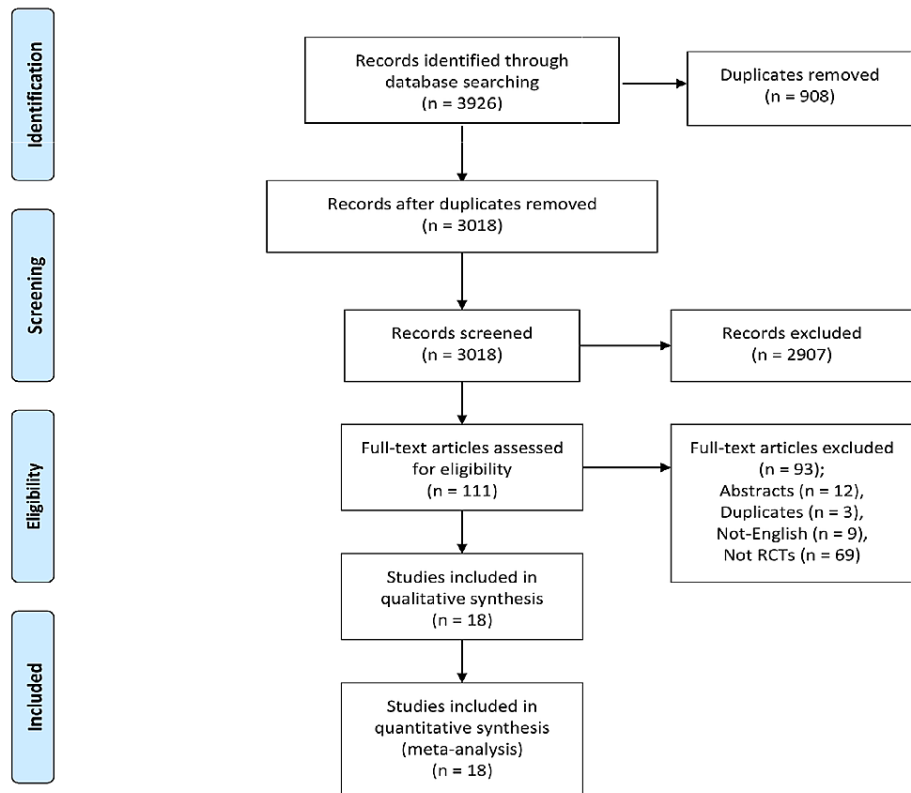 Identification
Records identified through
database searching
(n = 3926)
Duplicates removed
(n = 908)
Records after duplicates removed
(n = 3018)
Screening
Records screened
(n = 3018)
Records excluded
(n = 2907)
Eligibility
Full-text articles assessed
for eligibility
(n = 111)
Full-text articles excluded
(n = 93);
Abstracts (n = 12),
Duplicates (n = 3),
Not-English (n = 9),
Not RCTs (n = 69)
Studies included in
qualitative synthesis
(n = 18)
Included
Studies included in
quantitative synthesis
(meta-analysis)
(n = 18)